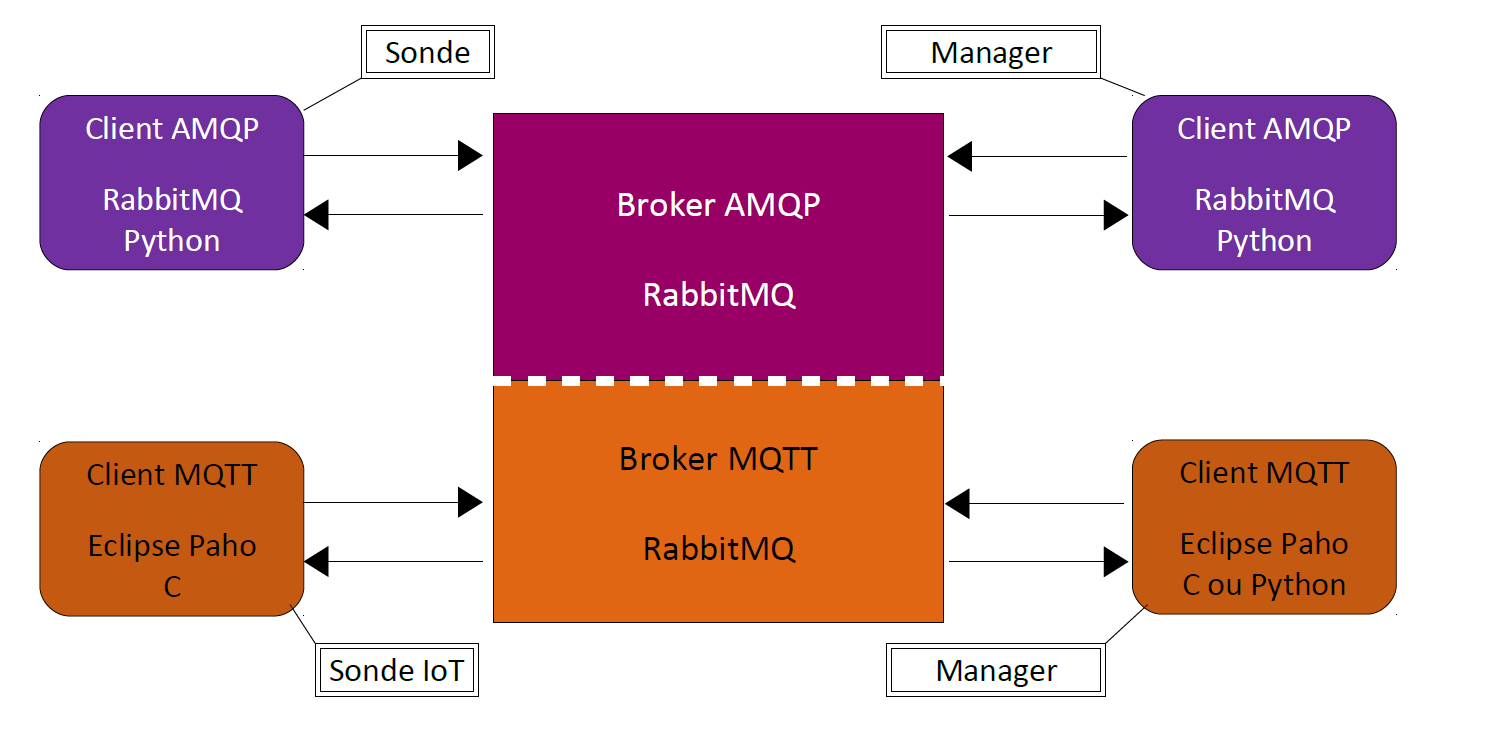 Sonde
Manager
Client AMQP
RabbitMQ
Python
Broker AMQP
RabbitMQ
Client AMQP
RabbitMQ
Python
Client MQTT
Eclipse Paho
C
Broker MQTT
RabbitMQ
Client MQTT
Eclipse Paho
C ou Python
Sonde IoT
Manager